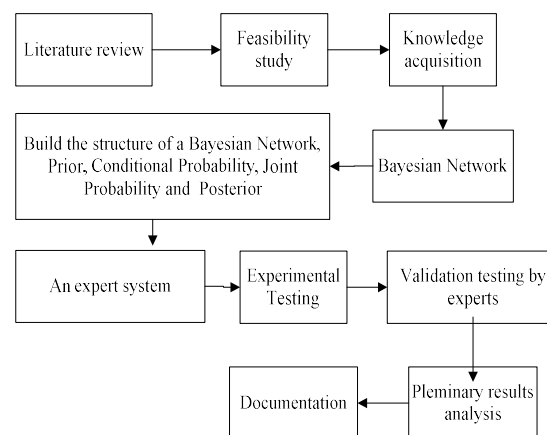 Literature review
Feasibility
study
Knowledge
acquisition
Build the structure of a Bayesian Network,
Prior, Conditional Probability, Joint
Probability and Posterior
Bayesian Network
An expert system
Experimental
Testing
Validation testing by
experts
Documentation
Pleminary results
analysis